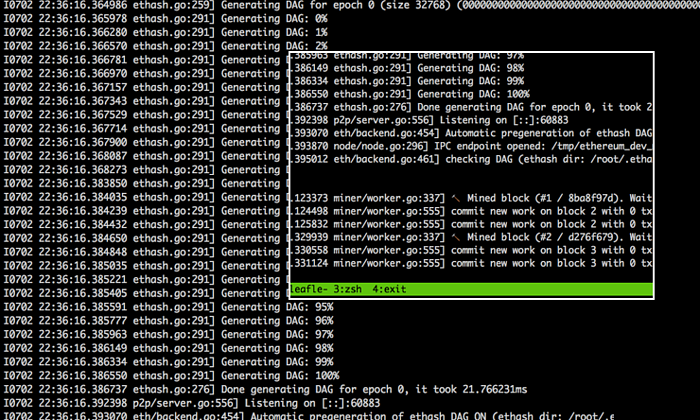 I0702 22:36:16.364986 ethash.go:259] Generating DAG for epoch 0 (size 32768)
I0702 22:36:16.365978 ethash.go:291] Generating DAG: 0%
I0702 22:36:16.366280 ethash.go:291] Generating DAG: 1%
I0702 22:36:16.366570 ethash.go:291] Generating DAG: 2%
I0702 22:36:16.366781 ethash.go:291] Generating
I0702 22:36:16.366970 ethash.go:291] Generating
I0702 22:36:16.367157 ethash.go:291] Generating
I0702 22:36:16.367343 ethash.go:291] Generating
I0702 22:36:16.367529 ethash.go:291] Generating
I0702 22:36:16.367714 ethash.go:291] Generating
I0702 22:36:16.367900 ethash.go:291] Generating
I0702 22:36:16.368087 ethash.go:291] Generating
I0702 22:36:16.368273 ethash.go:291] Generating
I0702 22:36:16.383850 ethash.go:291] Generating
I0702 22:36:16.384035 ethash.go:291] Generating
I0702 22:36:16.384239 ethash.go:291] Generating
I0702 22:36:16.384432 ethash.go:291] Generating
I0702 22:36:16.384650 ethash.go:291] Generating
I0702 22:36:16.384848 ethash.go:291] Generating
I0702 22:36:16.385035 ethash.go:291] Generating
I0702 22:36:16.385221 ethash.go:291] Generating
I0702 22:36:16.385405 ethash.go:291] Generating
I0702 22:36:16.385591 ethash.go:291] Generating DAG: 95%
I0702 22:36:16.385777 ethash.go:291] Generating DAG: 96%
I0702 22:36:16.385963 ethash.go:291] Generating DAG: 97%
I0702 22:36:16.386149 ethash.go:291] Generating DAG: 98%
I0702 22:36:16.386334 ethash.go:291] Generating DAG: 99%
I0702 22:36:16.386550 ethash.go:291] Generating DAG: 100%
I0702 22:36:16.386737 ethash.go:276] Done generating DAG for epoch 0, it took 21.766231ms
I0702 22:36:16.392398 p2p/server.go:556] Listening on [::]:60883
I0702 22:36:16.393070 eth/backend.go:454] Automatic pregeneration of ethash DAG ON (ethash dir: /root/.e
.385963 ethash.go:291] Generating DAG: 97%
.386149 ethash.go:291] Generating DAG: 98%
.386334 ethash.go:291] Generating DAG: 99%
.386550 ethash.go:291] Generating DAG: 100%
.386737 ethash.go:276] Done generating DAG for epoch 0, it took 2
.392398 p2p/server.go:556] Listening on [::]:60883
.393070 eth/backend.go:454] Automatic pregeneration of ethash DAG
.393870 node/node.go:296] IPC endpoint opened: /tmp/ethereum_dev_
.395012 eth/backend.go:461] checking DAG (ethash dir: /root/.etha
.123373 miner/worker.go:337] 🔨 Mined block (#1 / 8ba8f97d). Wait
.124498 miner/worker.go:555] commit new work on block 2 with 0 tx
.125832 miner/worker.go:555] commit new work on block 2 with 0 tx
.329939 miner/worker.go:337] 🔨 Mined block (#2 / d276f679). Wait
.330558 miner/worker.go:555] commit new work on block 3 with 0 tx
.331124 miner/worker.go:555] commit new work on block 3 with 0 tx
leafle- 3:zsh 4:exit